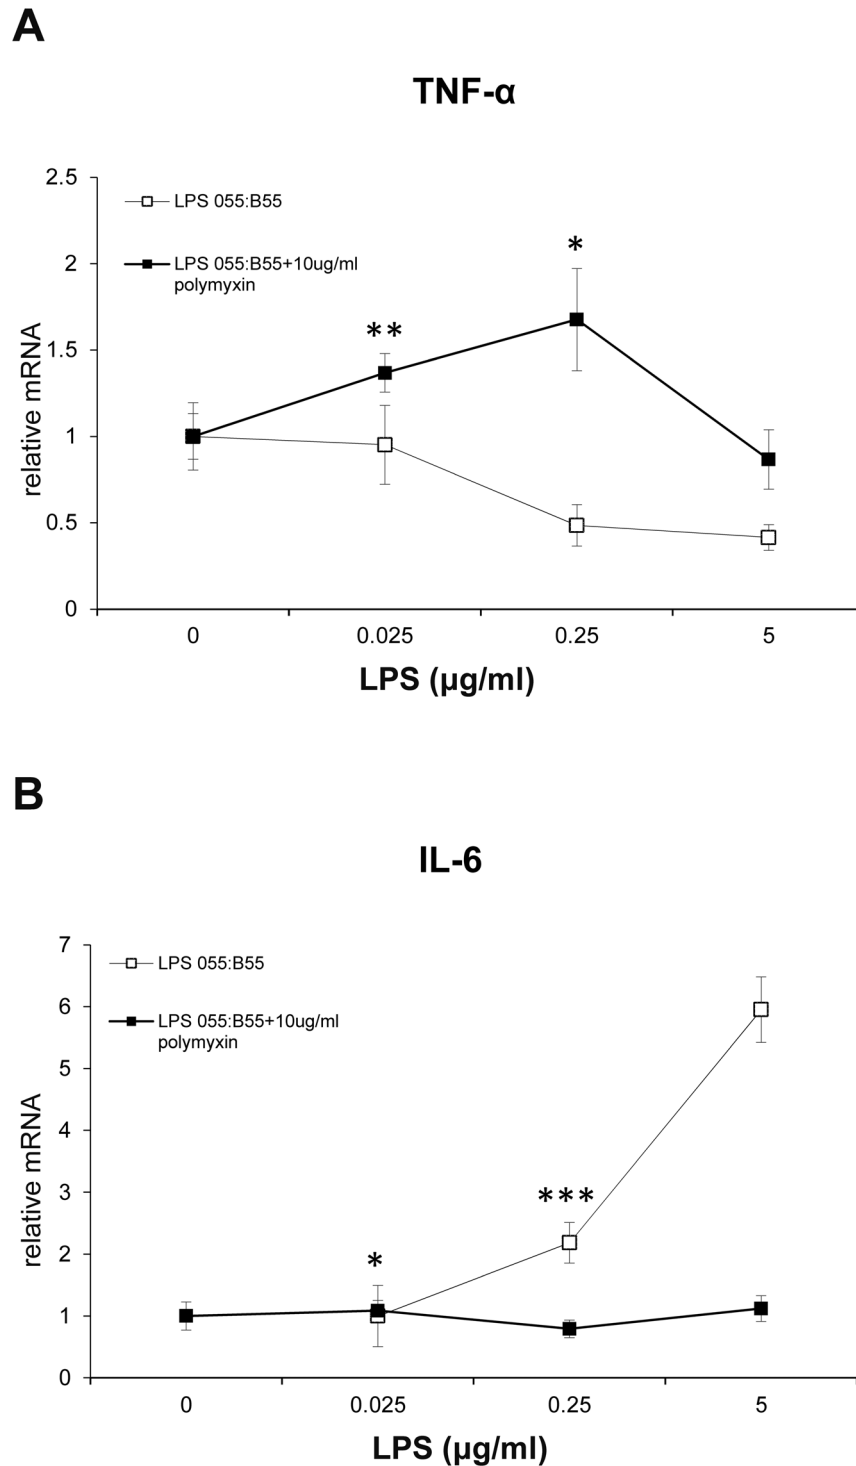 A
TNF-α
2.5
2
1.5
1
0.5
0
relative mRNA
LPS 055:B55
LPS 055:B55+10ug/ml
polymyxin
**
*
0 0.025 0.25 5
LPS (μg/ml)
B
IL-6
7
6
5
4
3
2
1
0
relative mRNA
LPS 055:B55
LPS 055:B55+10ug/ml
polymyxin
*
***
0 0.025 0.25 5
LPS (μg/ml)